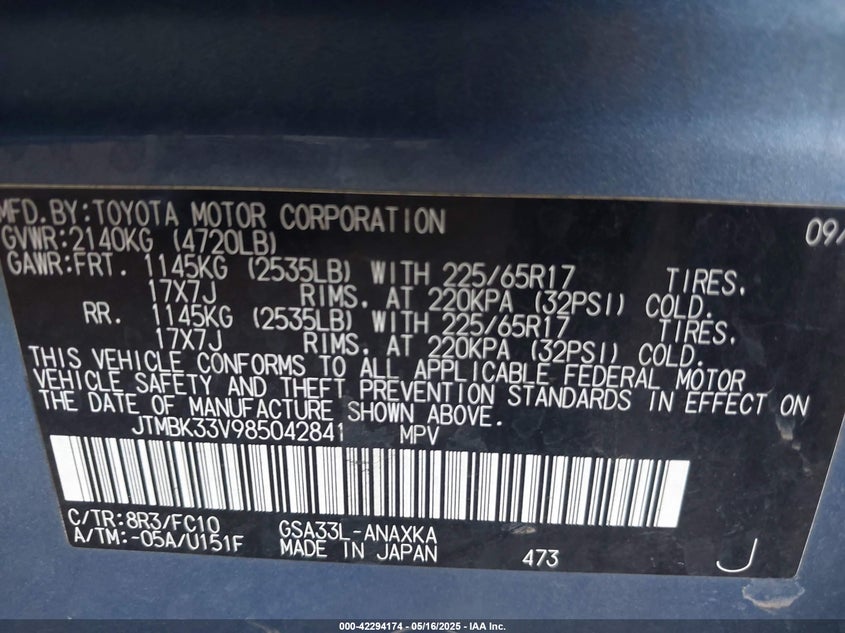 MFD.BY:TOYOTA MOTOR CORPORATION 09/
GVWR:2140KG (4720LB)
GAWR:FRT. 1145KG (2535LB) WITH 225/65R17 TIRES,
17X7J RIMS, AT 220KPA (32PSI) COLD.
RR. 1145KG (2535LB) WITH 225/65R17 TIRES,
17X7J RIMS, AT 220KPA (32PSI) COLD.
THIS VEHICLE CONFORMS TO ALL APPLICABLE FEDERAL MOTOR
VEHICLE SAFETY AND THEFT PREVENTION STANDARDS IN EFFECT ON
THE DATE OF MANUFACTURE SHOWN ABOVE.
JTMBK33V985042841 MPV
C/TR:8R3/FC10 GSA33L-ANAXKA
A/TM:-05A/U151F MADE IN JAPAN 473 J
000-42294174 - 05/16/2025 - IAA Inc.